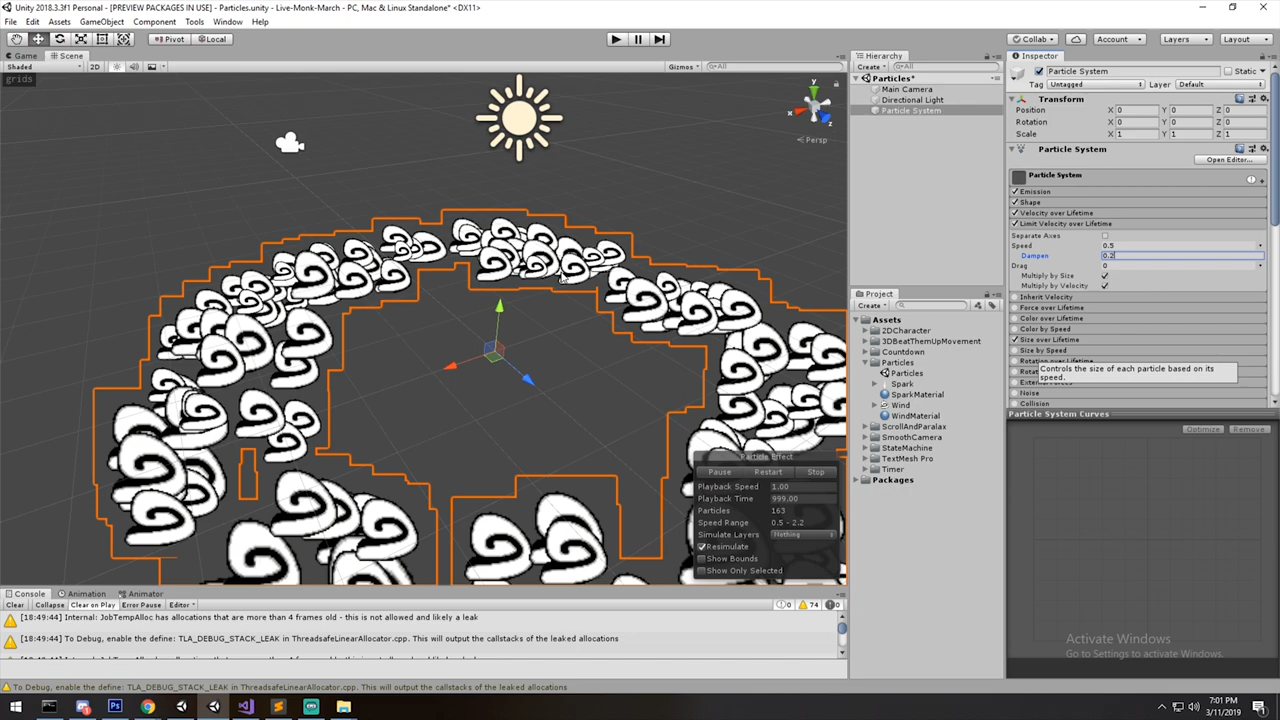 Unity 2018.3.3f1 Personal - [PREVIEW PACKAGES IN USE] - Particles.unity - Live-Monk-March - PC, Mac & Linux Standalone* <DX11>
File Edit Assets GameObject Component Tools Window Help
Pivot Local Collab Account Layers Layout
Game Scene
Shaded 2D Gizmos All
grids
y
x
z
Persp
Particle Effect
Pause Restart Stop
Playback Speed 1.00
Playback Time 999.00
Particles 163
Speed Range 0.5 - 2.2
Simulate Layers Nothing
Resimulate
Show Bounds
Show Only Selected
Hierarchy
Create All
Particles*
Main Camera
Directional Light
Particle System
Project
Create
Assets
2DCharacter
3DBeatThemUpMovement
Countdown
Particles
Particles
Spark
SparkMaterial
Wind
WindMaterial
ScrollAndParalax
SmoothCamera
StateMachine
TextMesh Pro
Timer
Packages
Inspector
Particle System Static
Tag Untagged Layer Default
Transform
Position X 0 Y 0 Z 0
Rotation X 0 Y 0 Z 0
Scale X 1 Y 1 Z 1
Particle System
Open Editor...
Particle System
Emission
Shape
Velocity over Lifetime
Limit Velocity over Lifetime
Separate Axes
Speed 0.5
Dampen 0.2
Drag 0
Multiply by Size
Multiply by Velocity
Inherit Velocity
Force over Lifetime
Color over Lifetime
Color by Speed
Size over Lifetime
Size by Speed
Rotation over Lifetime
Controls the size of each particle based on its
speed.
Noise
Collision
Particle System Curves
Optimize Remove
Console Animation Animator
Clear Collapse Clear on Play Error Pause Editor 0 74 0
[18:49:44] Internal: JobTempAlloc has allocations that are more than 4 frames old - this is not allowed and likely a leak
[18:49:44] To Debug, enable the define: TLA_DEBUG_STACK_LEAK in ThreadsafeLinearAllocator.cpp. This will output the callstacks of the leaked allocations
To Debug, enable the define: TLA_DEBUG_STACK_LEAK in ThreadsafeLinearAllocator.cpp. This will output the callstacks of the leaked allocations
Activate Windows
Go to Settings to activate Windows.
7:01 PM
3/11/2019